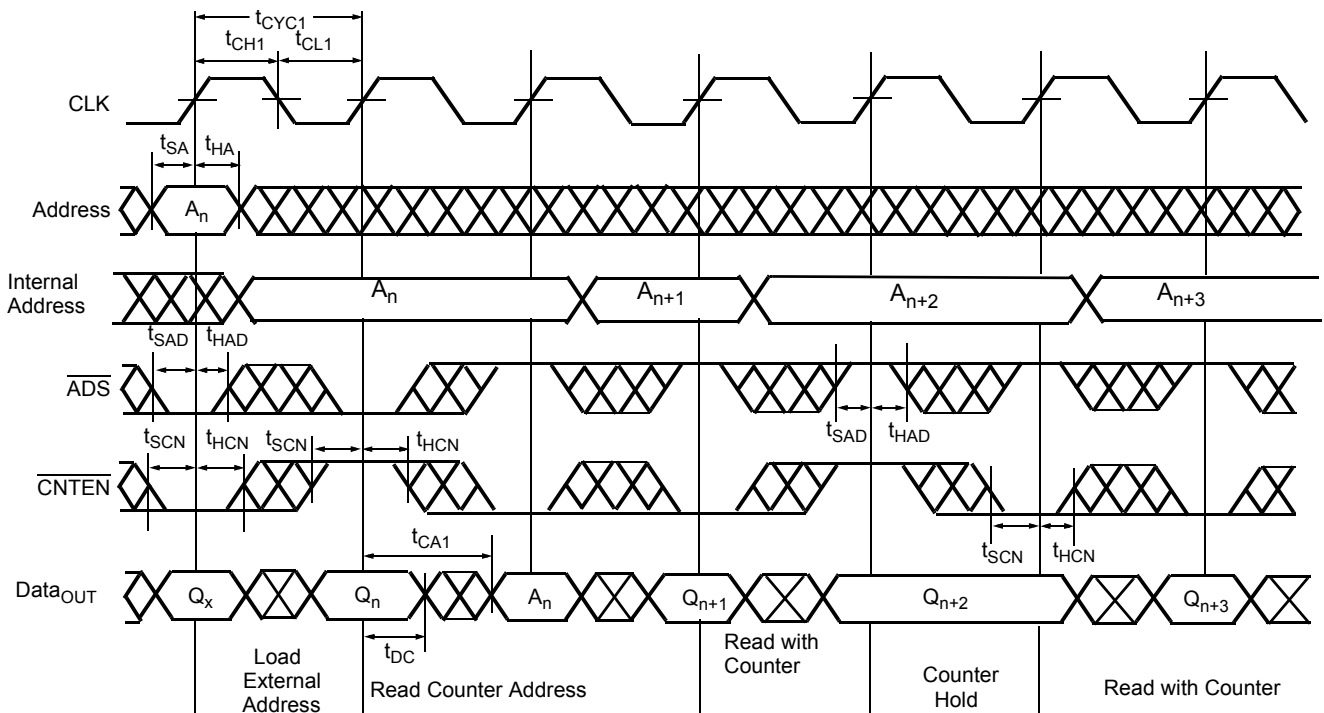 tCYC1
tCH1 tCL1
CLK
tSA tHA
Address An
Internal
Address
An An+1 An+2 An+3
tSAD tHAD
ADS
tSAD tHAD
tSCN tHCN tSCN tHCN
CNTEN
tSCN tHCN
tCA1
DataOUT Qx Qn An Qn+1 Qn+2 Qn+3
tDC
Load
External
Address
Read Counter Address
Read with
Counter
Counter
Hold
Read with Counter